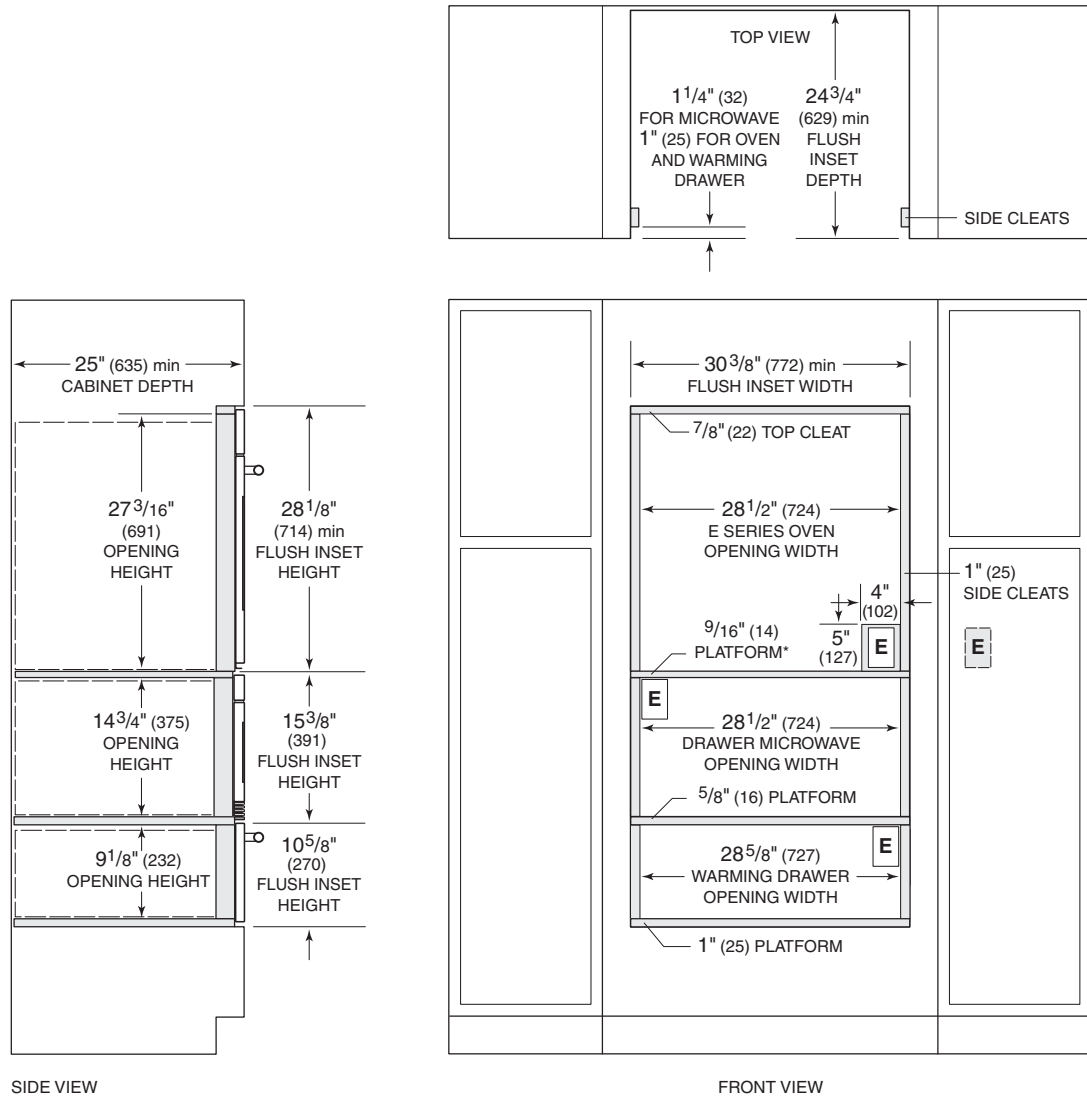 TOP VIEW
1 1/4" (32)
FOR MICROWAVE
1" (25) FOR OVEN
AND WARMING
DRAWER
24 3/4"
(629) min
FLUSH
INSET
DEPTH
SIDE CLEATS
25" (635) min
CABINET DEPTH
27 3/16"
(691)
OPENING
HEIGHT
28 1/8"
(714) min
FLUSH INSET
HEIGHT
14 3/4" (375)
OPENING
HEIGHT
15 3/8"
(391)
FLUSH INSET
HEIGHT
9 1/8" (232)
OPENING HEIGHT
10 5/8"
(270)
FLUSH INSET
HEIGHT
SIDE VIEW
30 3/8" (772) min
FLUSH INSET WIDTH
7/8" (22) TOP CLEAT
28 1/2" (724)
E SERIES OVEN
OPENING WIDTH
1" (25)
SIDE CLEATS
4"
(102)
5"
(127)
E
E
9/16" (14)
PLATFORM*
E
28 1/2" (724)
DRAWER MICROWAVE
OPENING WIDTH
5/8" (16) PLATFORM
E
28 5/8" (727)
WARMING DRAWER
OPENING WIDTH
1" (25) PLATFORM
FRONT VIEW